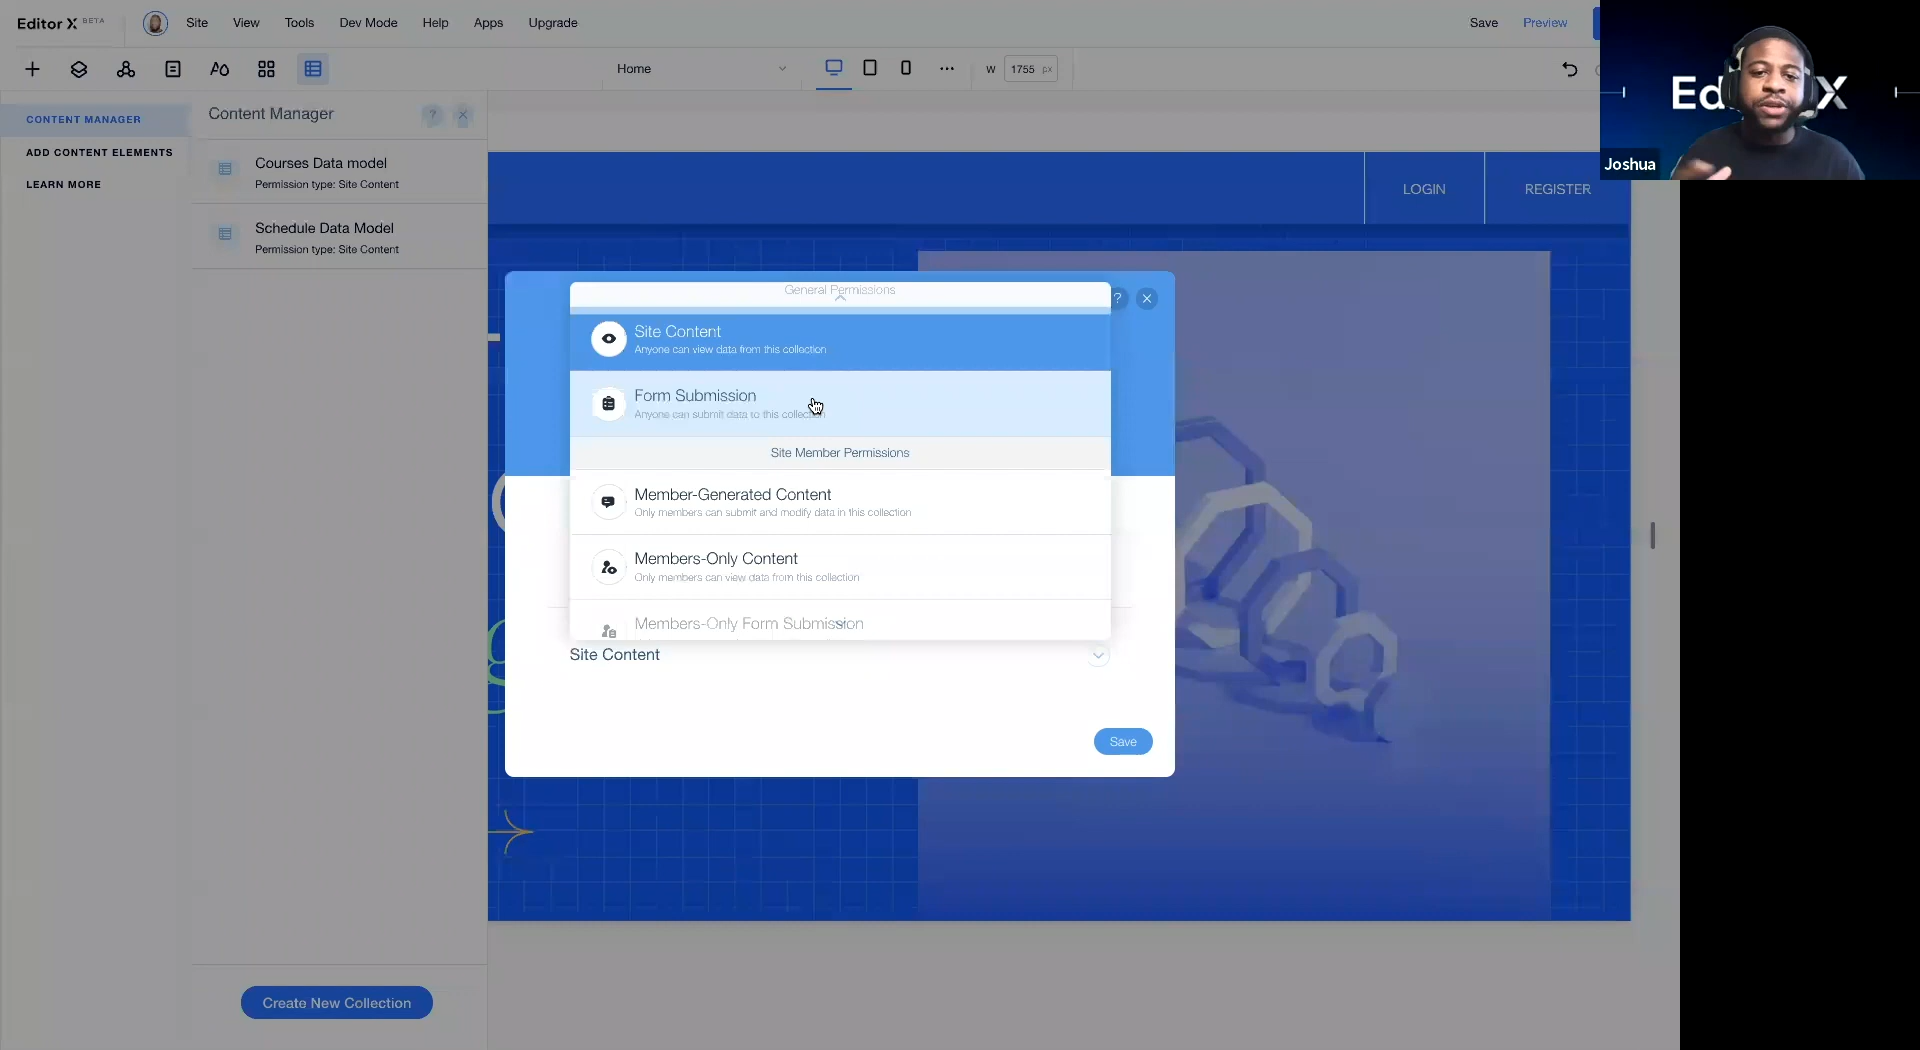 Editor X BETA
Site
View
Tools
Dev Mode
Help
Apps
Upgrade
Save
Preview
Home
W
1755 px
CONTENT MANAGER
ADD CONTENT ELEMENTS
LEARN MORE
Content Manager
?
Courses Data model
Permission type: Site Content
Schedule Data Model
Permission type: Site Content
Create New Collection
LOGIN
REGISTER
General Permissions
?
Site Content
Anyone can view data from this collection
Form Submission
Anyone can submit data to this collection
Site Member Permissions
Member-Generated Content
Only members can submit and modify data in this collection
Members-Only Content
Only members can view data from this collection
Members-Only Form Submission
Site Content
Save
Ed X
Joshua